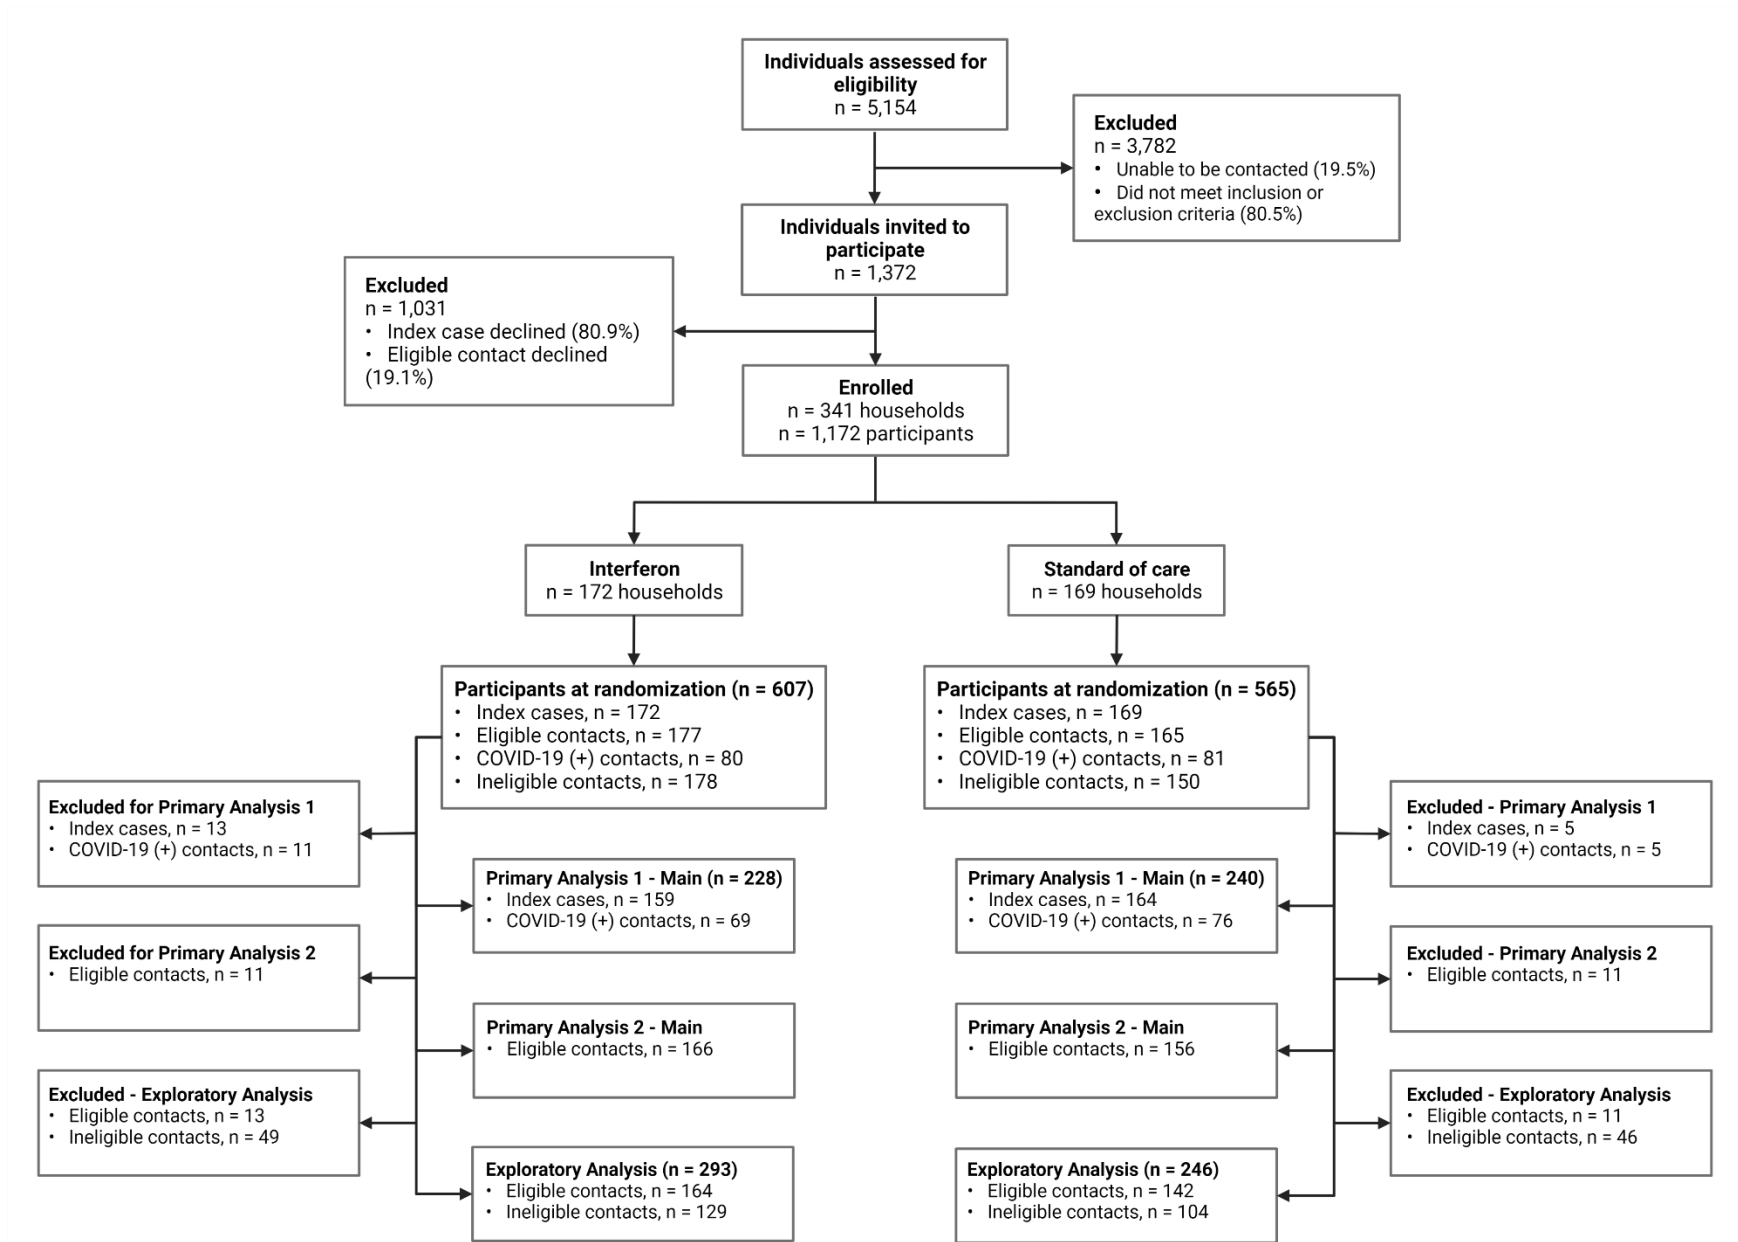 Individuals assessed for
eligibility
n = 5,154
Excluded
n = 3,782
• Unable to be contacted (19.5%)
• Did not meet inclusion or
exclusion criteria (80.5%)
Individuals invited to
participate
n = 1,372
Excluded
n = 1,031
• Index case declined (80.9%)
• Eligible contact declined
(19.1%)
Enrolled
n = 341 households
n = 1,172 participants
Interferon
n = 172 households
Standard of care
n = 169 households
Participants at randomization (n = 607)
• Index cases, n = 172
• Eligible contacts, n = 177
• COVID-19 (+) contacts, n = 80
• Ineligible contacts, n = 178
Participants at randomization (n = 565)
• Index cases, n = 169
• Eligible contacts, n = 165
• COVID-19 (+) contacts, n = 81
• Ineligible contacts, n = 150
Excluded for Primary Analysis 1
• Index cases, n = 13
• COVID-19 (+) contacts, n = 11
Primary Analysis 1 - Main (n = 228)
• Index cases, n = 159
• COVID-19 (+) contacts, n = 69
Primary Analysis 1 - Main (n = 240)
• Index cases, n = 164
• COVID-19 (+) contacts, n = 76
Excluded - Primary Analysis 1
• Index cases, n = 5
• COVID-19 (+) contacts, n = 5
Excluded for Primary Analysis 2
• Eligible contacts, n = 11
Primary Analysis 2 - Main
• Eligible contacts, n = 166
Primary Analysis 2 - Main
• Eligible contacts, n = 156
Excluded - Primary Analysis 2
• Eligible contacts, n = 11
Excluded - Exploratory Analysis
• Eligible contacts, n = 13
• Ineligible contacts, n = 49
Exploratory Analysis (n = 293)
• Eligible contacts, n = 164
• Ineligible contacts, n = 129
Exploratory Analysis (n = 246)
• Eligible contacts, n = 142
• Ineligible contacts, n = 104
Excluded - Exploratory Analysis
• Eligible contacts, n = 11
• Ineligible contacts, n = 46